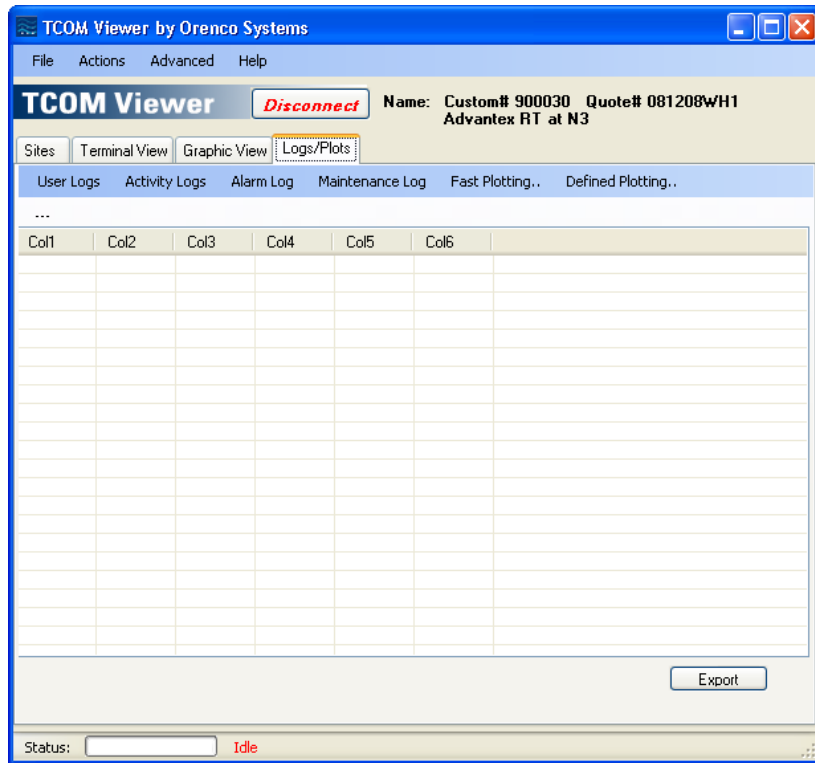 TCOM Viewer by Orenco Systems
File Actions Advanced Help
TCOM Viewer Disconnect Name: Custom# 900030 Quote# 081208WH1
Advantex RT at N3
Sites Terminal View Graphic View Logs/Plots
User Logs Activity Logs Alarm Log Maintenance Log Fast Plotting.. Defined Plotting..
...
Col1 Col2 Col3 Col4 Col5 Col6
Export
Status: Idle